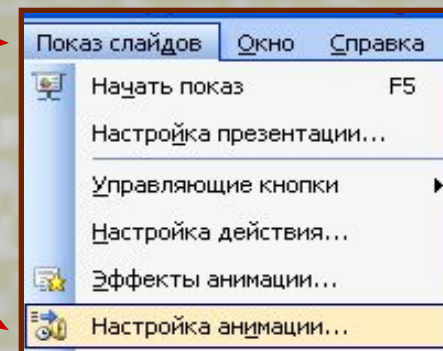 Показ слайдов Окно Справка
Начать показ F5
Настройка презентации...
Управляющие кнопки
Настройка действия...
Эффекты анимации...
Настройка анимации...